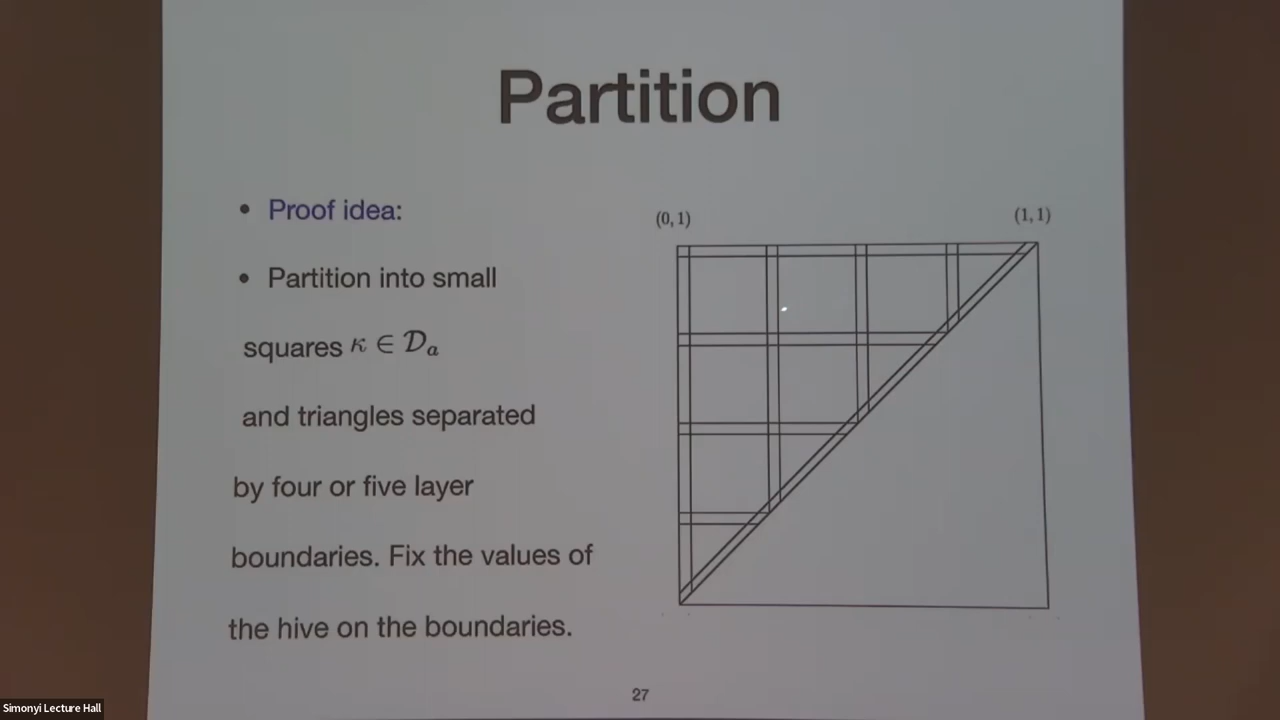 Partition
• Proof idea:
• Partition into small
squares κ ∈ 𝒟ₐ
and triangles separated
by four or five layer
boundaries. Fix the values of
the hive on the boundaries.
(0, 1)
(1, 1)
27
Simonyi Lecture Hall